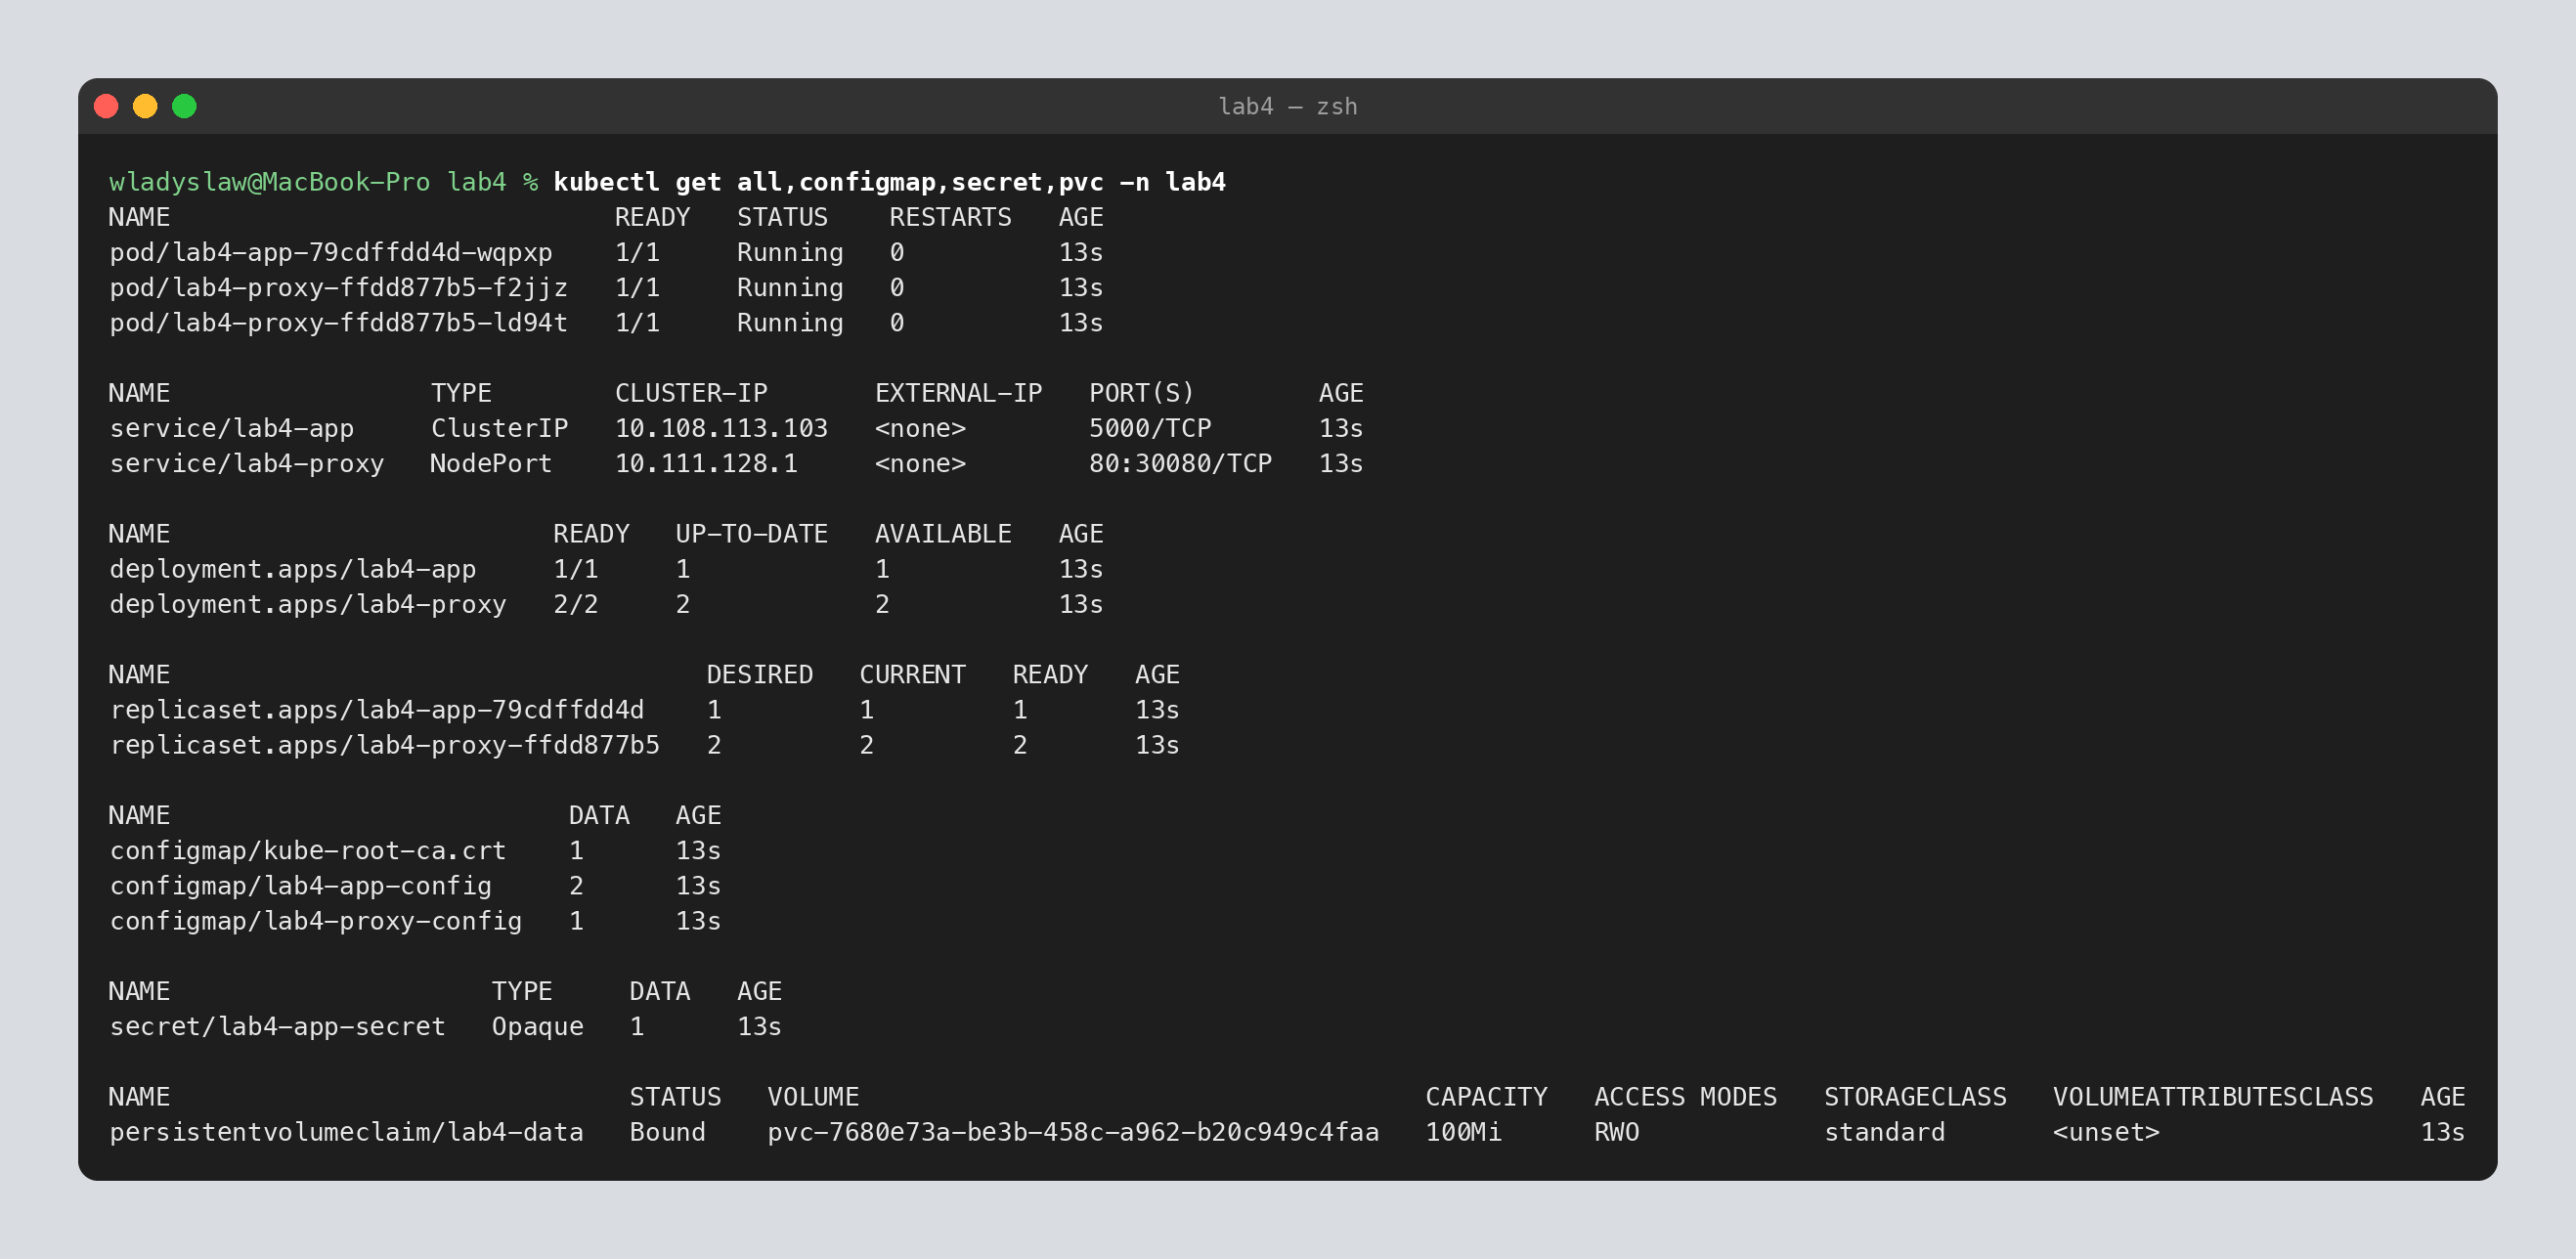 lab4 — zsh
wladyslaw@MacBook-Pro lab4 % kubectl get all,configmap,secret,pvc -n lab4
NAME                             READY   STATUS    RESTARTS   AGE
pod/lab4-app-79cdffdd4d-wqpxp    1/1     Running   0          13s
pod/lab4-proxy-ffdd877b5-f2jjz   1/1     Running   0          13s
pod/lab4-proxy-ffdd877b5-ld94t   1/1     Running   0          13s

NAME                 TYPE        CLUSTER-IP       EXTERNAL-IP   PORT(S)        AGE
service/lab4-app     ClusterIP   10.108.113.103   <none>        5000/TCP       13s
service/lab4-proxy   NodePort    10.111.128.1     <none>        80:30080/TCP   13s

NAME                         READY   UP-TO-DATE   AVAILABLE   AGE
deployment.apps/lab4-app     1/1     1            1           13s
deployment.apps/lab4-proxy   2/2     2            2           13s

NAME                                   DESIRED   CURRENT   READY   AGE
replicaset.apps/lab4-app-79cdffdd4d    1         1         1       13s
replicaset.apps/lab4-proxy-ffdd877b5   2         2         2       13s

NAME                          DATA   AGE
configmap/kube-root-ca.crt    1      13s
configmap/lab4-app-config     2      13s
configmap/lab4-proxy-config   1      13s

NAME                     TYPE     DATA   AGE
secret/lab4-app-secret   Opaque   1      13s

NAME                              STATUS   VOLUME                                     CAPACITY   ACCESS MODES   STORAGECLASS   VOLUMEATTRIBUTESCLASS   AGE
persistentvolumeclaim/lab4-data   Bound    pvc-7680e73a-be3b-458c-a962-b20c949c4faa   100Mi      RWO            standard       <unset>                 13s